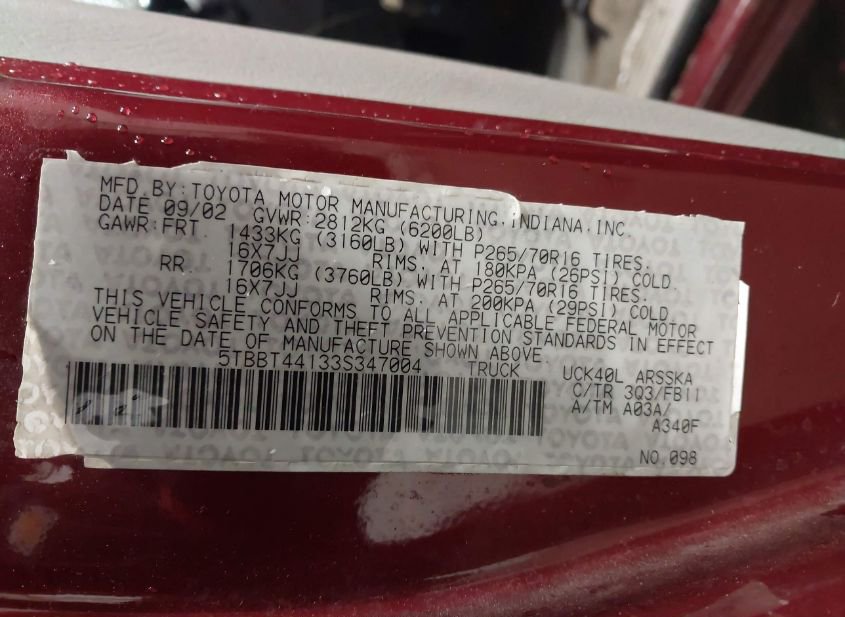 MFD.BY:TOYOTA MOTOR MANUFACTURING.INDIANA.INC.
DATE 09/02 GVWR:2812KG (6200LB)
GAWR:FRT. 1433KG (3160LB) WITH P265/70R16 TIRES.
16X7JJ RIMS. AT 180KPA (26PSI) COLD.
RR 1706KG (3760LB) WITH P265/70R16 TIRES.
16X7JJ RIMS. AT 200KPA (29PSI) COLD
THIS VEHICLE CONFORMS TO ALL APPLICABLE FEDERAL MOTOR
VEHICLE SAFETY AND THEFT PREVENTION STANDARDS IN EFFECT
ON THE DATE OF MANUFACTURE SHOWN ABOVE.
5TBBT44133S347004 TRUCK UCK40L ARSSKA
C/TR 3Q3/FB11
A/TM A03A/
A340F
NO.098